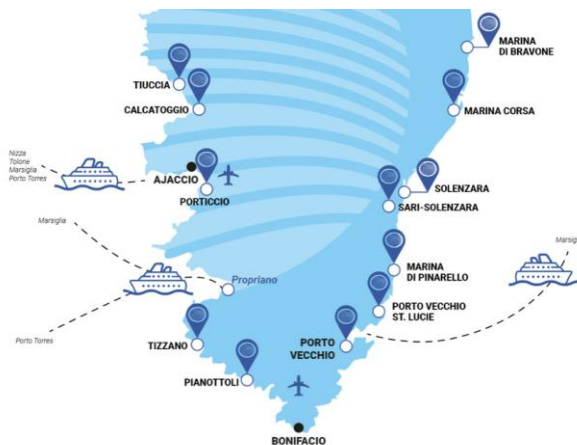 MARINA
DI BRAVONE
TIUCCIA
CALCATOGGIO
MARINA CORSA
Nizza
Tolone
Marsiglia
Porto Torres
AJACCIO
PORTICCIO
SOLENZARA
SARI-SOLENZARA
Marsiglia
Marsig
MARINA
DI PINARELLO
Propriano
PORTO VECCHIO
ST. LUCIE
Porto Torres
TIZZANO
PORTO
VECCHIO
PIANOTTOLI
BONIFACIO